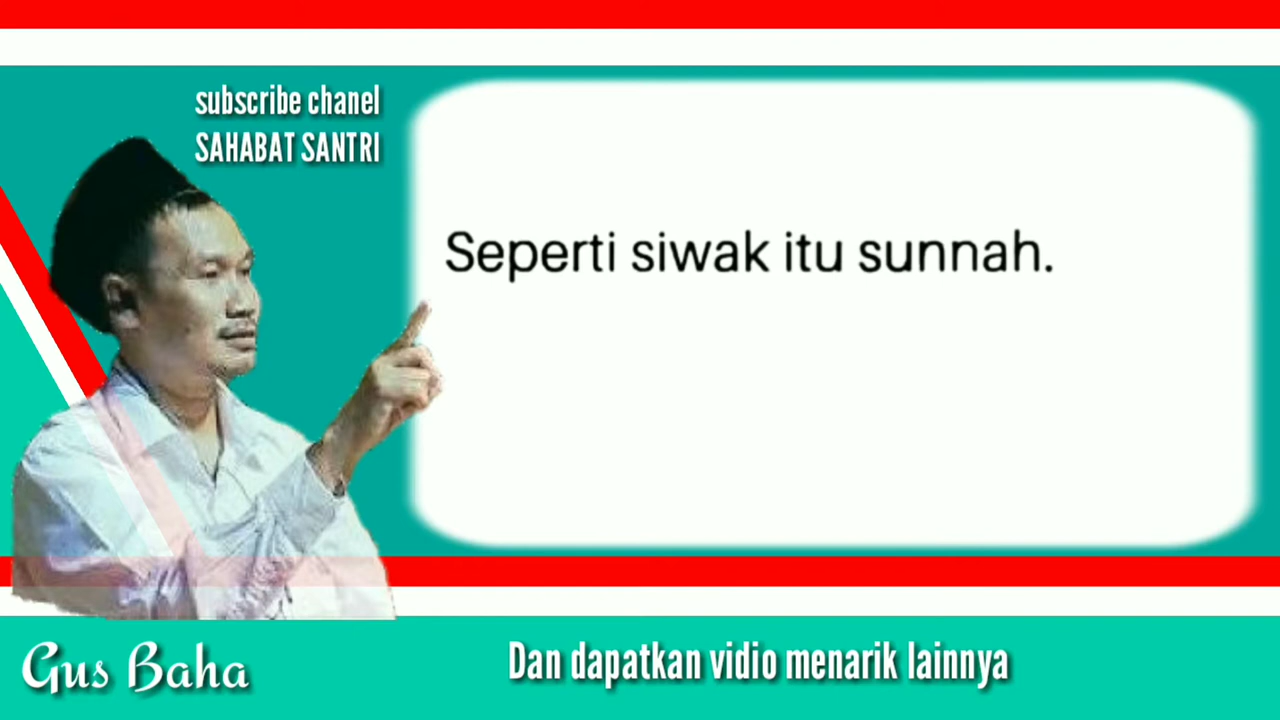 subscribe chanel
SAHABAT SANTRI
Seperti siwak itu sunnah.
Gus Baha
Dan dapatkan vidio menarik lainnya